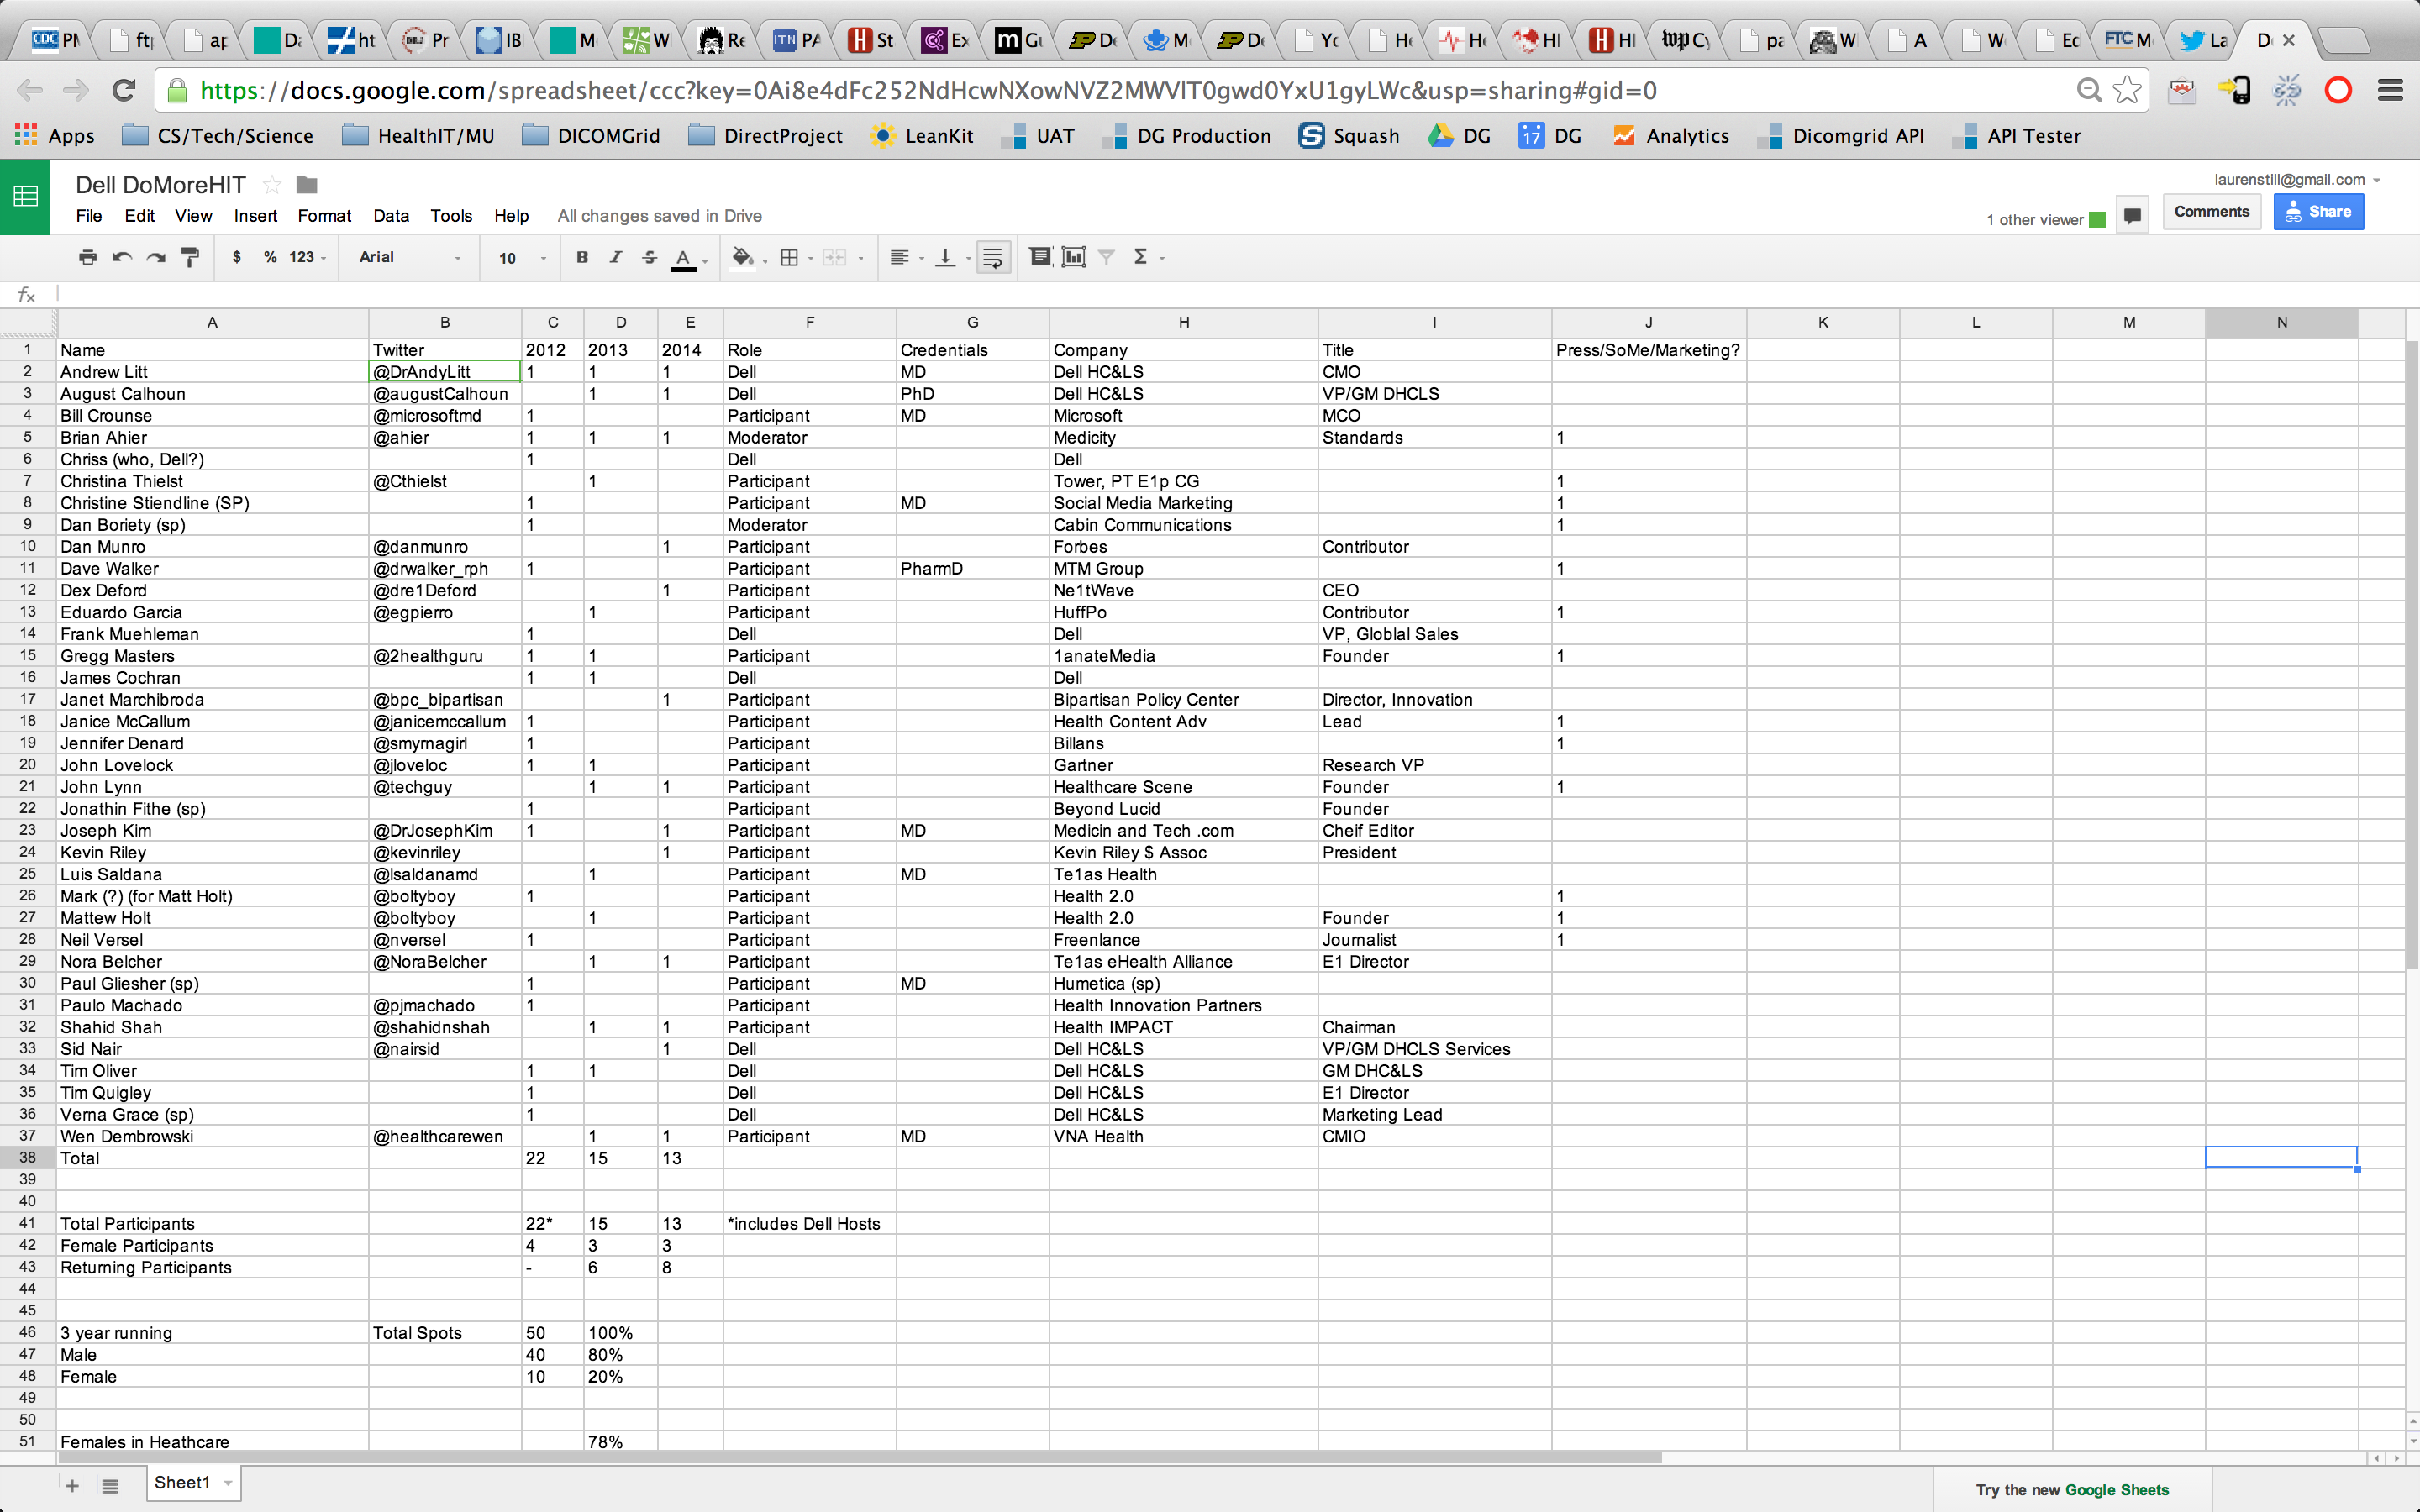 CDC PM ftp ap Da ht Pr IBI M W Re ITN PA H St Ex m Gu De M De Yo He He HI H HI wp Cy pa W A W Ed FTC M La D
https://docs.google.com/spreadsheet/ccc?key=0Ai8e4dFc252NdHcwNXowNVZ2MWVlT0gwd0YxU1gyLWc&usp=sharing#gid=0
Apps CS/Tech/Science HealthIT/MU DICOMGrid DirectProject LeanKit UAT DG Production Squash DG 17 DG Analytics Dicomgrid API API Tester
Dell DoMoreHIT laurenstill@gmail.com
File Edit View Insert Format Data Tools Help All changes saved in Drive 1 other viewer Comments Share
$ % 123 Arial 10 B I S A Σ
fx
A B C D E F G H I J K L M N
1 Name Twitter 2012 2013 2014 Role Credentials Company Title Press/SoMe/Marketing?
2 Andrew Litt @DrAndyLitt 1 1 1 Dell MD Dell HC&LS CMO
3 August Calhoun @augustCalhoun 1 1 Dell PhD Dell HC&LS VP/GM DHCLS
4 Bill Crounse @microsoftmd 1 Participant MD Microsoft MCO
5 Brian Ahier @ahier 1 1 1 Moderator Medicity Standards 1
6 Chriss (who, Dell?) 1 Dell Dell
7 Christina Thielst @Cthielst 1 Participant Tower, PT E1p CG 1
8 Christine Stiendline (SP) 1 Participant MD Social Media Marketing 1
9 Dan Boriety (sp) 1 Moderator Cabin Communications 1
10 Dan Munro @danmunro 1 Participant Forbes Contributor
11 Dave Walker @drwalker_rph 1 Participant PharmD MTM Group 1
12 Dex Deford @dre1Deford 1 Participant Ne1tWave CEO
13 Eduardo Garcia @egpierro 1 Participant HuffPo Contributor 1
14 Frank Muehleman 1 Dell Dell VP, Globlal Sales
15 Gregg Masters @2healthguru 1 1 Participant 1anateMedia Founder 1
16 James Cochran 1 1 Dell Dell
17 Janet Marchibroda @bpc_bipartisan 1 Participant Bipartisan Policy Center Director, Innovation
18 Janice McCallum @janicemccallum 1 Participant Health Content Adv Lead 1
19 Jennifer Denard @smyrnagirl 1 Participant Billans 1
20 John Lovelock @jloveloc 1 1 Participant Gartner Research VP
21 John Lynn @techguy 1 1 Participant Healthcare Scene Founder 1
22 Jonathin Fithe (sp) 1 Participant Beyond Lucid Founder
23 Joseph Kim @DrJosephKim 1 1 Participant MD Medicin and Tech .com Cheif Editor
24 Kevin Riley @kevinriley 1 Participant Kevin Riley $ Assoc President
25 Luis Saldana @lsaldanamd 1 Participant MD Te1as Health
26 Mark (?) (for Matt Holt) @boltyboy 1 Participant Health 2.0 1
27 Mattew Holt @boltyboy 1 Participant Health 2.0 Founder 1
28 Neil Versel @nversel 1 Participant Freenlance Journalist 1
29 Nora Belcher @NoraBelcher 1 1 Participant Te1as eHealth Alliance E1 Director
30 Paul Gliesher (sp) 1 Participant MD Humetica (sp)
31 Paulo Machado @pjmachado 1 Participant Health Innovation Partners
32 Shahid Shah @shahidnshah 1 1 Participant Health IMPACT Chairman
33 Sid Nair @nairsid 1 Dell Dell HC&LS VP/GM DHCLS Services
34 Tim Oliver 1 1 Dell Dell HC&LS GM DHC&LS
35 Tim Quigley 1 Dell Dell HC&LS E1 Director
36 Verna Grace (sp) 1 Dell Dell HC&LS Marketing Lead
37 Wen Dembrowski @healthcarewen 1 1 Participant MD VNA Health CMIO
38 Total 22 15 13
39
40
41 Total Participants 22* 15 13 *includes Dell Hosts
42 Female Participants 4 3 3
43 Returning Participants - 6 8
44
45
46 3 year running Total Spots 50 100%
47 Male 40 80%
48 Female 10 20%
49
50
51 Females in Heathcare 78%
+ Sheet1 Try the new Google Sheets